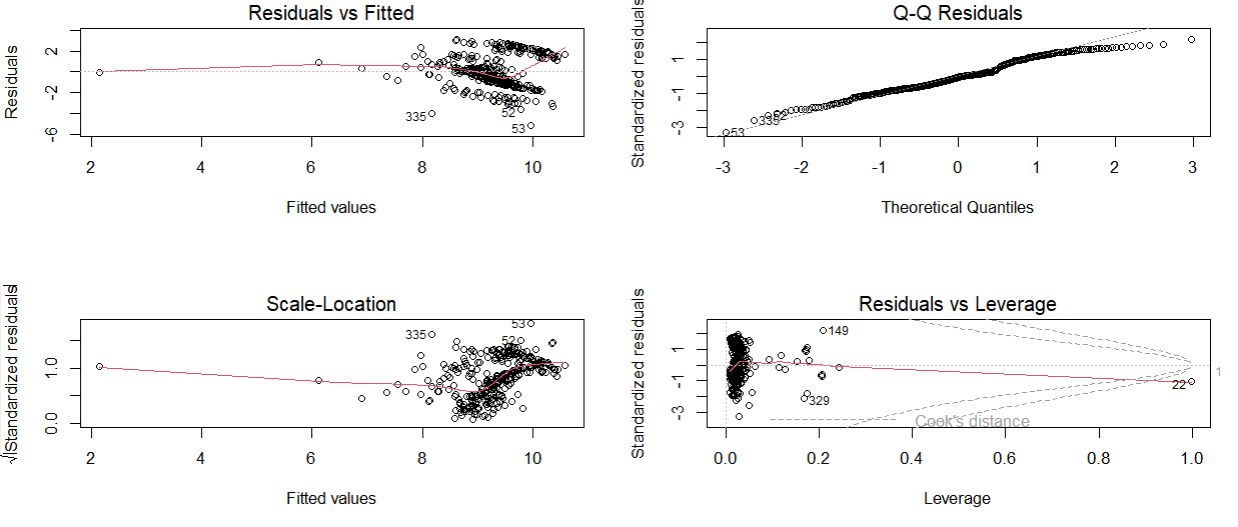 Residuals vs Fitted
Residuals
2
-2
-6
335
52
53
2 4 6 8 10
Fitted values
Q-Q Residuals
Standardized residuals
1
-1
-3
53
335
52
-3 -2 -1 0 1 2 3
Theoretical Quantiles
Scale-Location
√|Standardized residuals|
1.0
0.0
335
53
52
2 4 6 8 10
Fitted values
Residuals vs Leverage
Standardized residuals
1
-1
-3
149
329
22
1
Cook's distance
0.0 0.2 0.4 0.6 0.8 1.0
Leverage